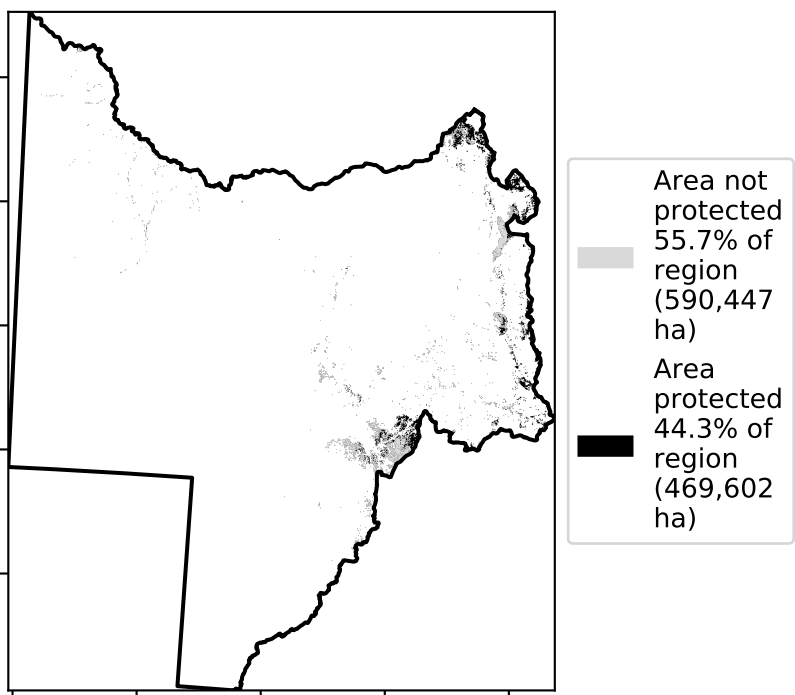 Area not
protected
55.7% of
region
(590,447
ha)
Area
protected
44.3% of
region
(469,602
ha)